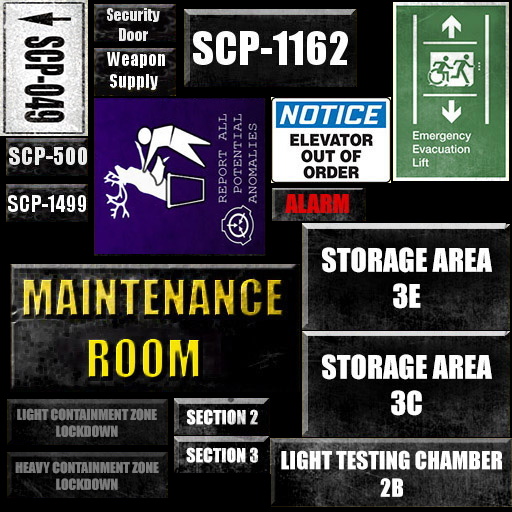 SCP-049
Security
Door
Weapon
Supply
SCP-1162
Emergency
Evacuation
Lift
SCP-500
SCP-1499
REPORT ALL
POTENTIAL
ANOMALIES
NOTICE
ELEVATOR
OUT OF
ORDER
ALARM
STORAGE AREA
3E
MAINTENANCE
ROOM
STORAGE AREA
3C
LIGHT CONTAINMENT ZONE
LOCKDOWN
SECTION 2
SECTION 3
HEAVY CONTAINMENT ZONE
LOCKDOWN
LIGHT TESTING CHAMBER
2B